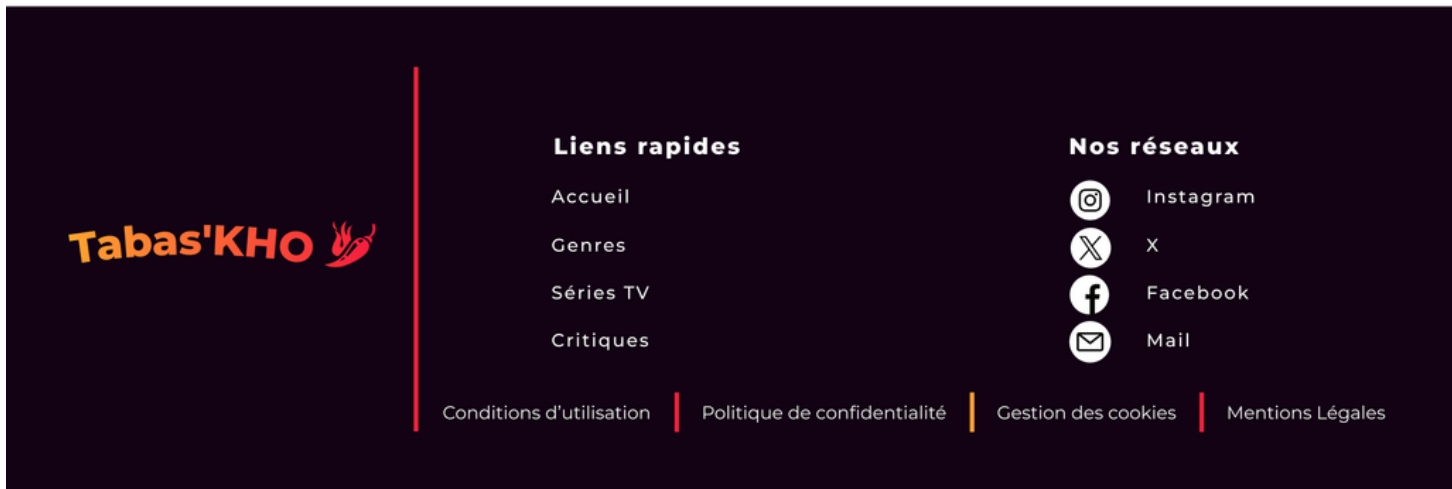 Tabas'KHO
Liens rapides
Accueil
Genres
Séries TV
Critiques
Nos réseaux
Instagram
X
Facebook
Mail
Conditions d’utilisation
Politique de confidentialité
Gestion des cookies
Mentions Légales